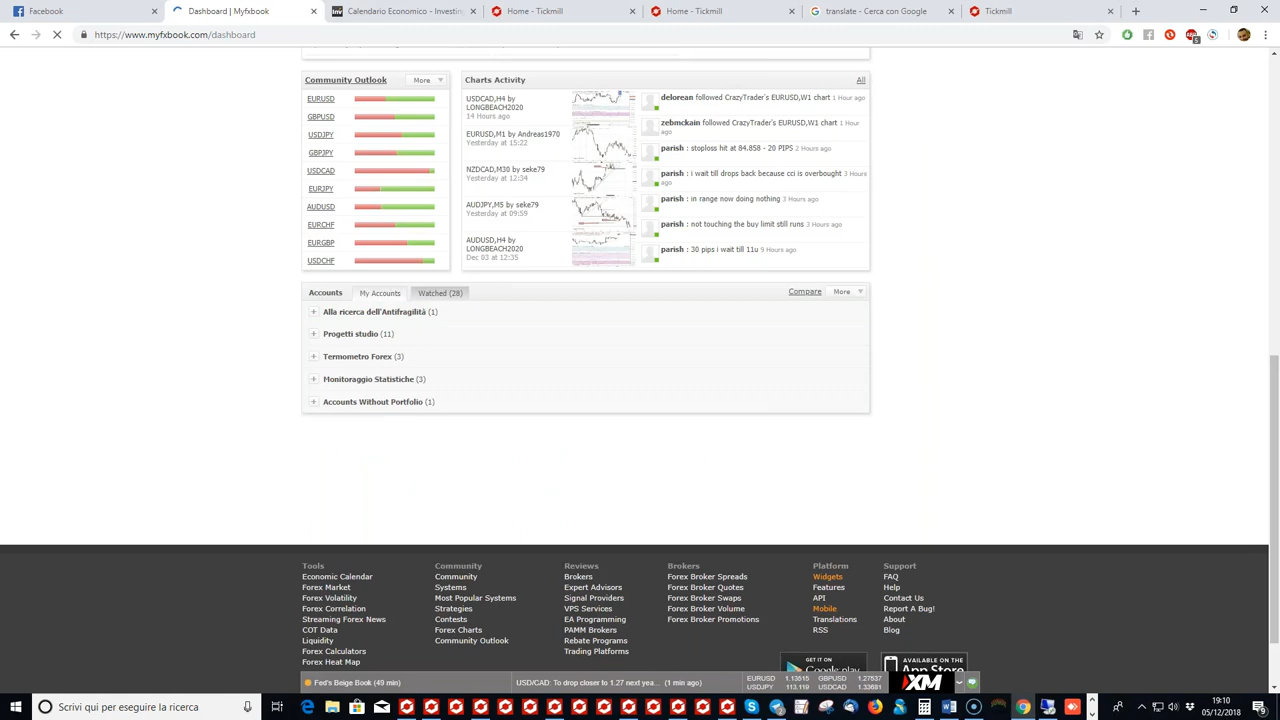 Facebook
Dashboard | Myfxbook
Calendario Economico - Investin
Home - Tickmill
Home - Tickmill
translate - Cerca con Google
Tickmill
https://www.myfxbook.com/dashboard
5
Community Outlook
More
EURUSD
GBPUSD
USDJPY
GBPJPY
USDCAD
EURJPY
AUDUSD
EURCHF
EURGBP
USDCHF
Charts Activity
All
USDCAD,H4 by
LONGBEACH2020
14 Hours ago
EURUSD,M1 by Andreas1970
Yesterday at 15:22
NZDCAD,M30 by seke79
Yesterday at 12:34
AUDJPY,M5 by seke79
Yesterday at 09:59
AUDUSD,H4 by
LONGBEACH2020
Dec 03 at 12:35
delorean followed CrazyTrader's EURUSD,W1 chart 1 Hour ago
zebmckain followed CrazyTrader's EURUSD,W1 chart 1 Hour
ago
parish : stoploss hit at 84.858 - 20 PIPS 2 Hours ago
parish : i wait till drops back because cci is overbought 3 Hours
ago
parish : in range now doing nothing 3 Hours ago
parish : not touching the buy limit still runs 3 Hours ago
parish : 30 pips i wait till 11u 9 Hours ago
Accounts
My Accounts
Watched (28)
Compare
More
Alla ricerca dell'Antifragilità (1)
Progetti studio (11)
Termometro Forex (3)
Monitoraggio Statistiche (3)
Accounts Without Portfolio (1)
Tools
Economic Calendar
Forex Market
Forex Volatility
Forex Correlation
Streaming Forex News
COT Data
Liquidity
Forex Calculators
Forex Heat Map
Community
Community
Systems
Most Popular Systems
Strategies
Contests
Forex Charts
Community Outlook
Reviews
Brokers
Expert Advisors
Signal Providers
VPS Services
EA Programming
PAMM Brokers
Rebate Programs
Trading Platforms
Brokers
Forex Broker Spreads
Forex Broker Quotes
Forex Broker Swaps
Forex Broker Volume
Forex Broker Promotions
Platform
Widgets
Features
API
Mobile
Translations
RSS
Support
FAQ
Help
Contact Us
Report A Bug!
About
Blog
GET IT ON
Google play
AVAILABLE ON THE
App Store
Fed's Beige Book (49 min)
USD/CAD: To drop closer to 1.27 next yea... (1 min ago)
EURUSD 1.13515 GBPUSD 1.27537
USDJPY 113.119 USDCAD 1.33681
XM
Scrivi qui per eseguire la ricerca
19:10
05/12/2018